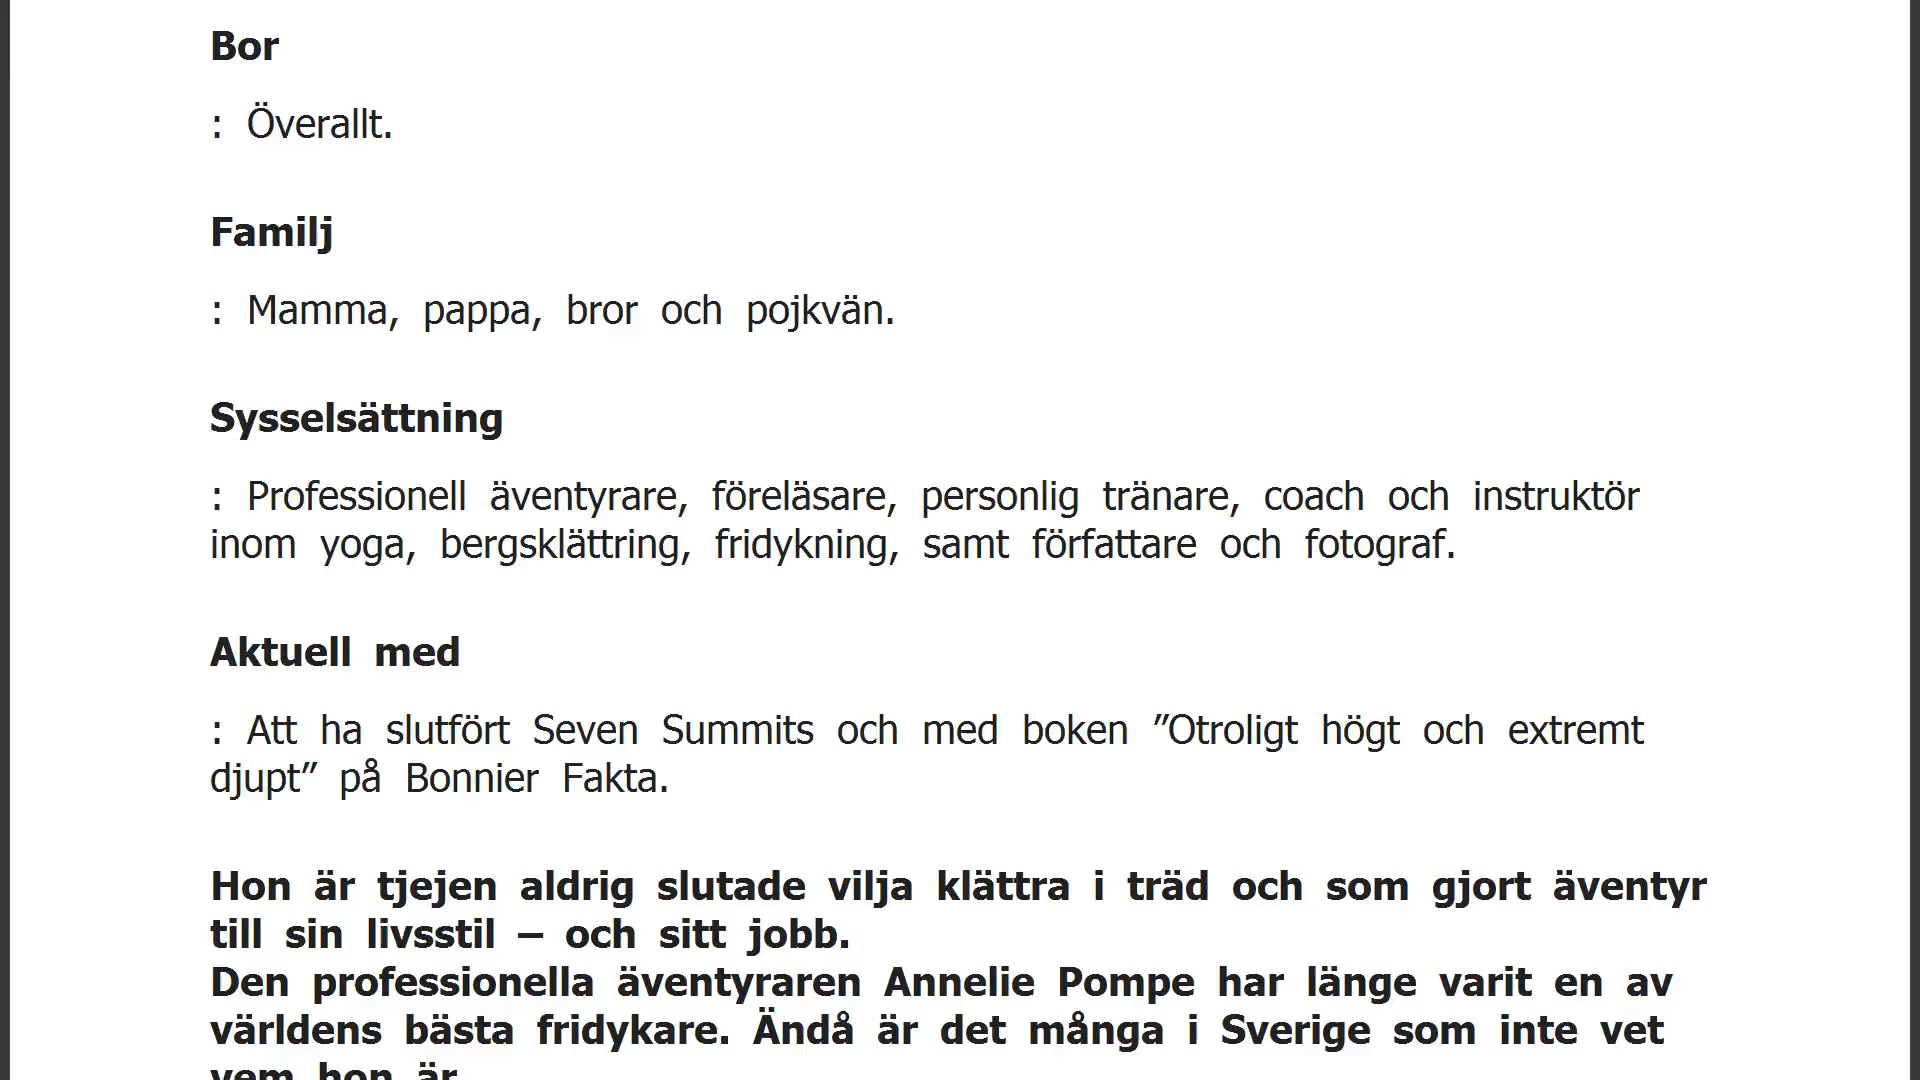 Bor
: Överallt.
Familj
: Mamma, pappa, bror och pojkvän.
Sysselsättning
: Professionell äventyrare, föreläsare, personlig tränare, coach och instruktör
inom yoga, bergsklättring, fridykning, samt författare och fotograf.
Aktuell med
: Att ha slutfört Seven Summits och med boken ”Otroligt högt och extremt
djupt” på Bonnier Fakta.
Hon är tjejen aldrig slutade vilja klättra i träd och som gjort äventyr
till sin livsstil – och sitt jobb.
Den professionella äventyraren Annelie Pompe har länge varit en av
världens bästa fridykare. Ändå är det många i Sverige som inte vet
vem hon är